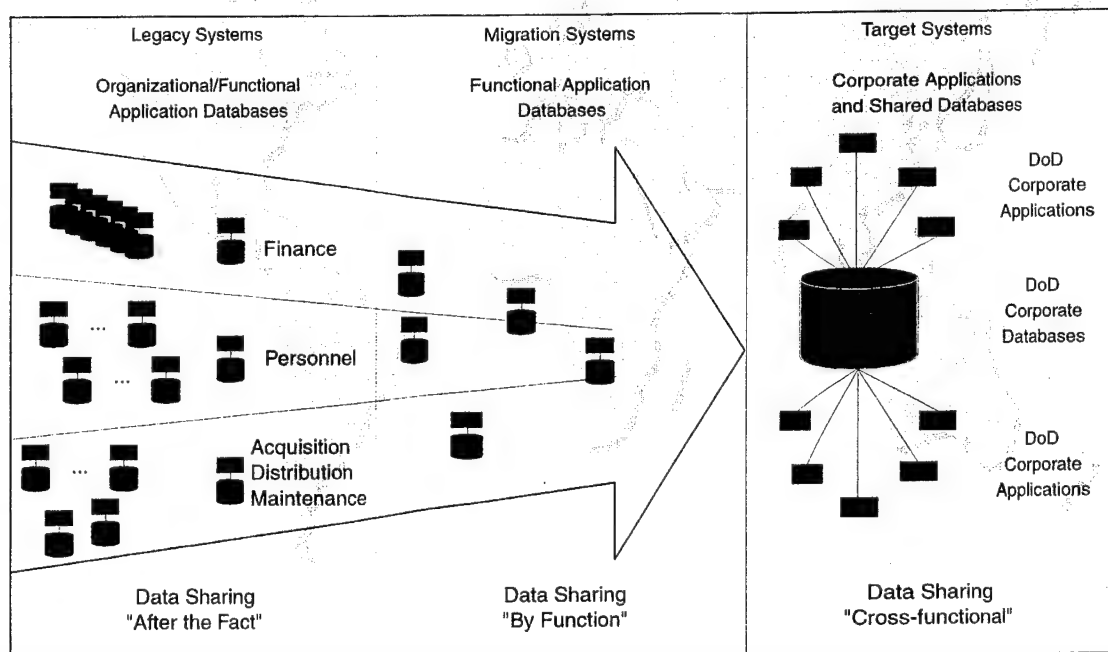 Legacy Systems
Organizational/Functional
Application Databases
Migration Systems
Functional Application
Databases
Target Systems
Corporate Applications
and Shared Databases
DoD
Corporate
Applications
Finance
...
Personnel
...
DoD
Corporate
Databases
...
Acquisition
Distribution
Maintenance
DoD
Corporate
Applications
Data Sharing
"After the Fact"
Data Sharing
"By Function"
Data Sharing
"Cross-functional"